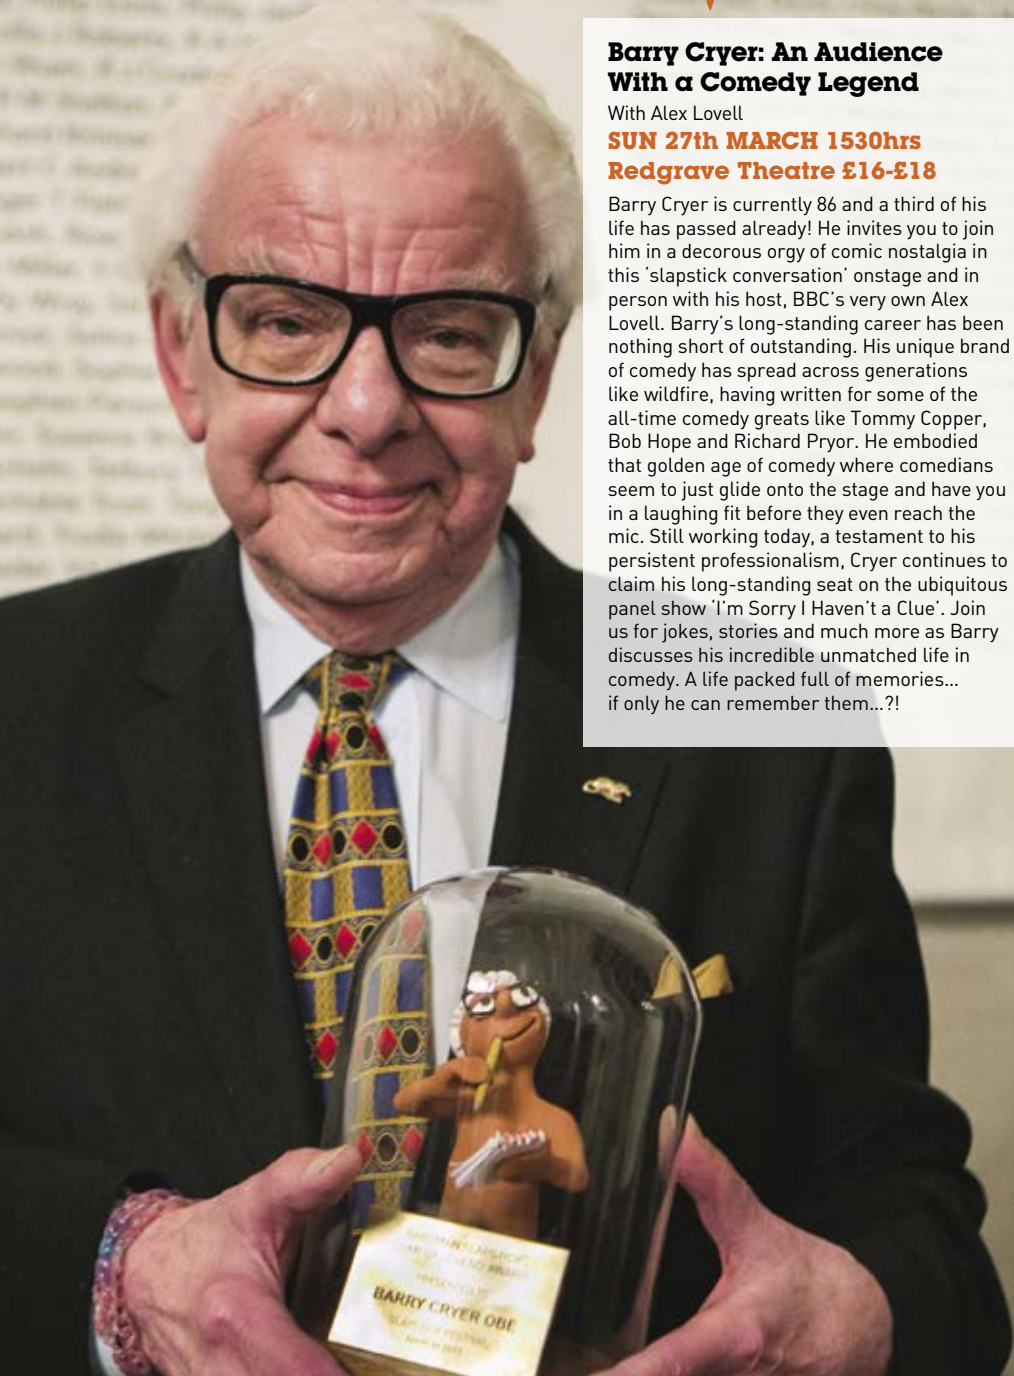 Barry Cryer: An Audience
With a Comedy Legend
With Alex Lovell
SUN 27th MARCH 1530hrs
Redgrave Theatre £16-£18
Barry Cryer is currently 86 and a third of his
life has passed already! He invites you to join
him in a decorous orgy of comic nostalgia in
this ‘slapstick conversation’ onstage and in
person with his host, BBC’s very own Alex
Lovell. Barry’s long-standing career has been
nothing short of outstanding. His unique brand
of comedy has spread across generations
like wildfire, having written for some of the
all-time comedy greats like Tommy Copper,
Bob Hope and Richard Pryor. He embodied
that golden age of comedy where comedians
seem to just glide onto the stage and have you
in a laughing fit before they even reach the
mic. Still working today, a testament to his
persistent professionalism, Cryer continues to
claim his long-standing seat on the ubiquitous
panel show ‘I’m Sorry I Haven’t a Clue’. Join
us for jokes, stories and much more as Barry
discusses his incredible unmatched life in
comedy. A life packed full of memories...
if only he can remember them...?!
PRESENTED TO
BARRY CRYER OBE